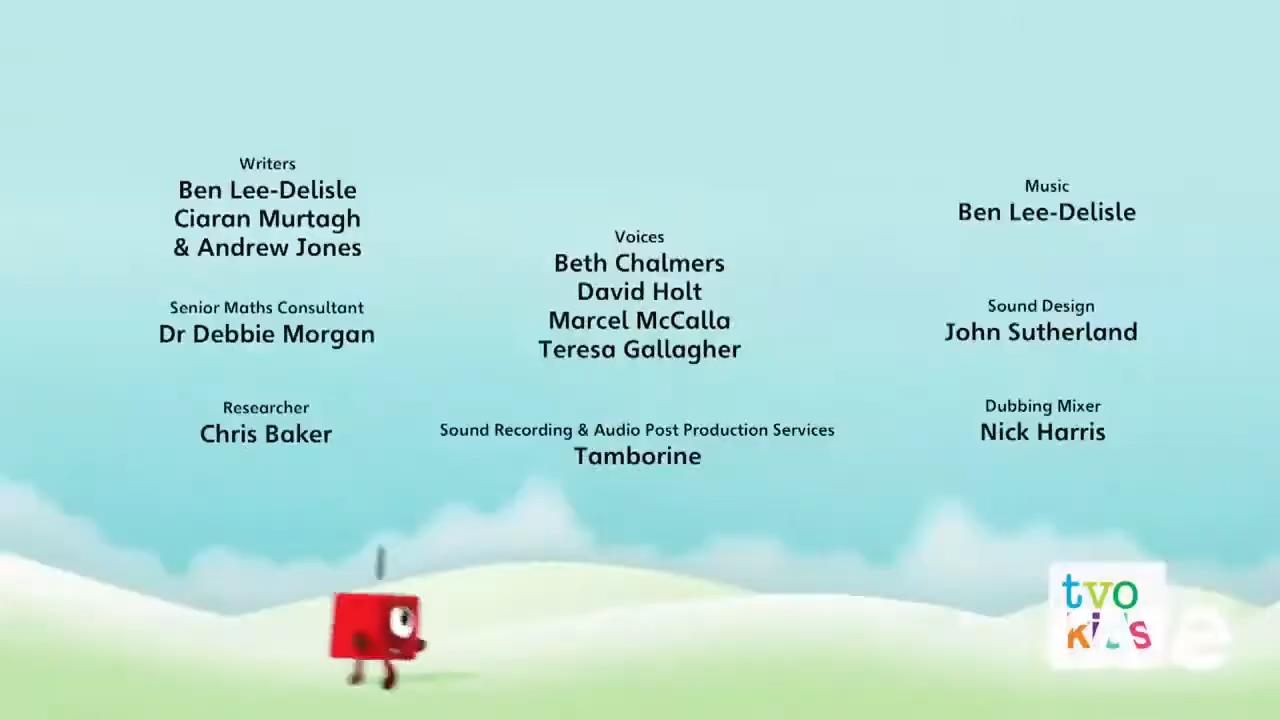 Writers
Ben Lee-Delisle
Ciaran Murtagh
& Andrew Jones
Senior Maths Consultant
Dr Debbie Morgan
Researcher
Chris Baker
Voices
Beth Chalmers
David Holt
Marcel McCalla
Teresa Gallagher
Sound Recording & Audio Post Production Services
Tamborine
Music
Ben Lee-Delisle
Sound Design
John Sutherland
Dubbing Mixer
Nick Harris
tvo
kids